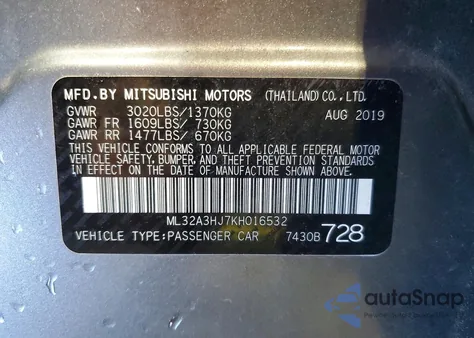 MFD.BY MITSUBISHI MOTORS (THAILAND) CO.,LTD.
GVWR 3020LBS/1370KG AUG 2019
GAWR FR 1609LBS/ 730KG
GAWR RR 1477LBS/ 670KG
THIS VEHICLE CONFORMS TO ALL APPLICABLE FEDERAL MOTOR
VEHICLE SAFETY,BUMPER,AND THEFT PREVENTION STANDARDS
IN EFFECT ON THE DATE OF MANUFACTURE SHOWN ABOVE.
ML32A3HJ7KH016532
VEHICLE TYPE:PASSENGER CAR 7430B 728
autoSnap